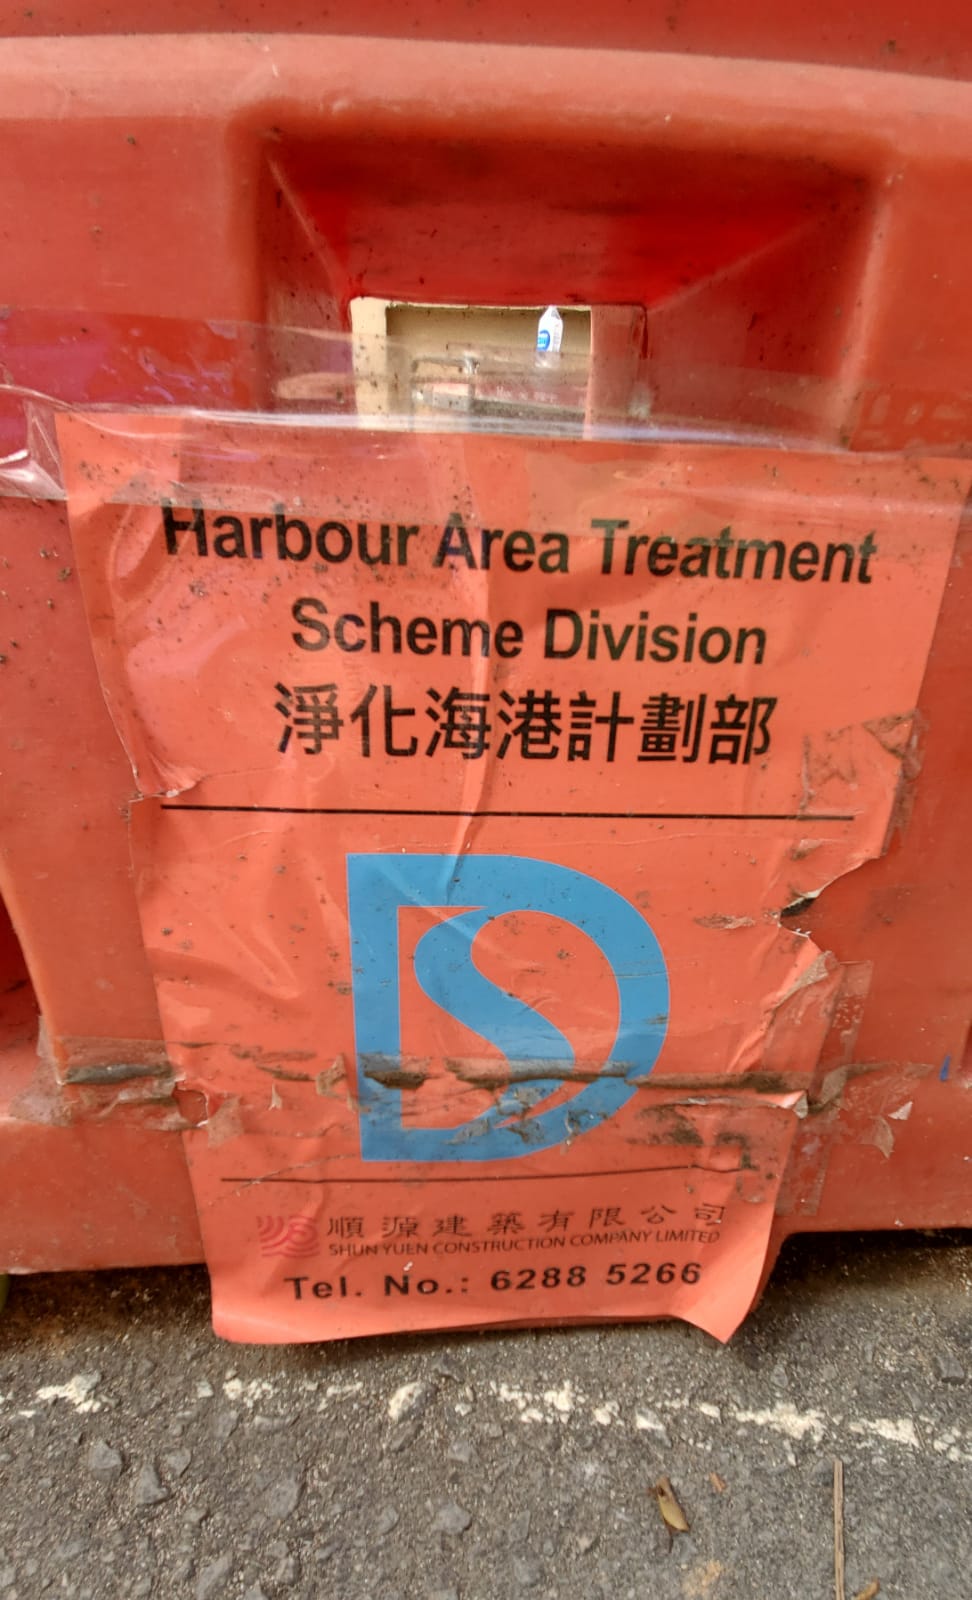 Harbour Area Treatment
Scheme Division
淨化海港計劃部
順源建築有限公司
SHUN YUEN CONSTRUCTION COMPANY LIMITED
Tel. No.: 6288 5266